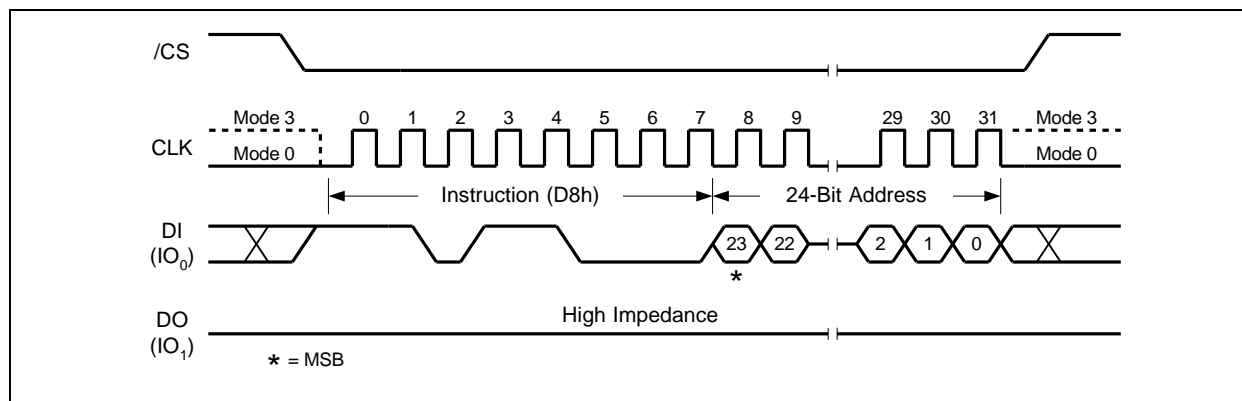 /CS
Mode 3 0 1 2 3 4 5 6 7 8 9 29 30 31 Mode 3
CLK
Mode 0 Mode 0
Instruction (D8h) 24-Bit Address
DI
(IO0)
23 22 2 1 0
*
High Impedance
DO
(IO1)
* = MSB